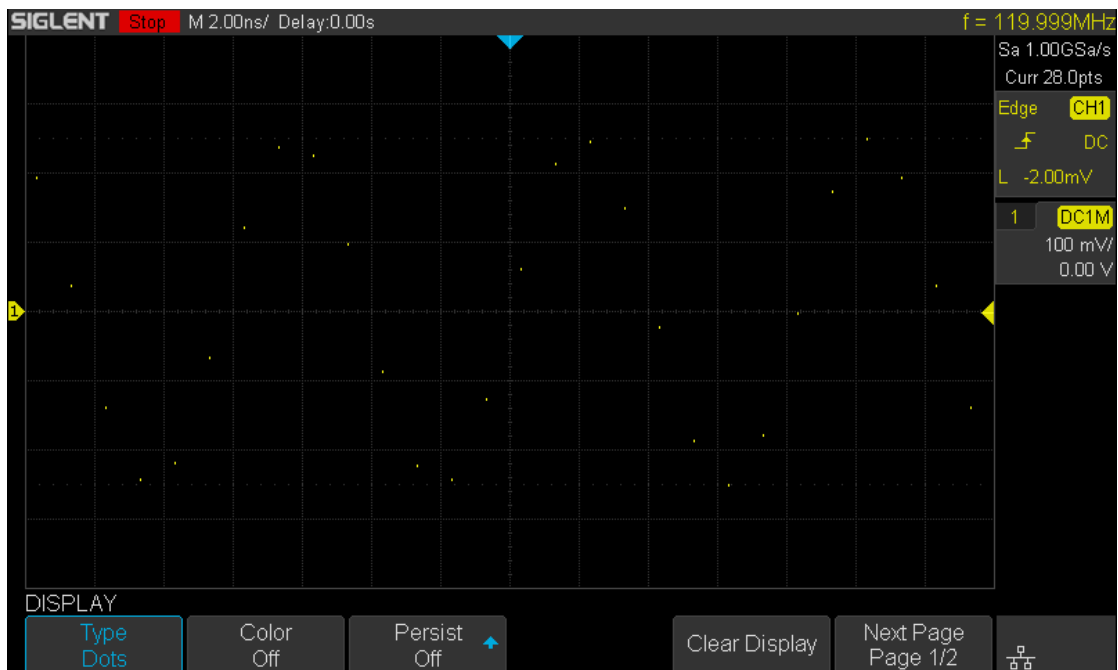 SIGLENT Stop M 2.00ns/ Delay:0.00s f = 119.999MHz
Sa 1.00GSa/s
Curr 28.0pts
Edge CH1
DC
L -2.00mV
1 DC1M
100 mV/
0.00 V
1
DISPLAY
Type
Dots
Color
Off
Persist
Off
Clear Display
Next Page
Page 1/2